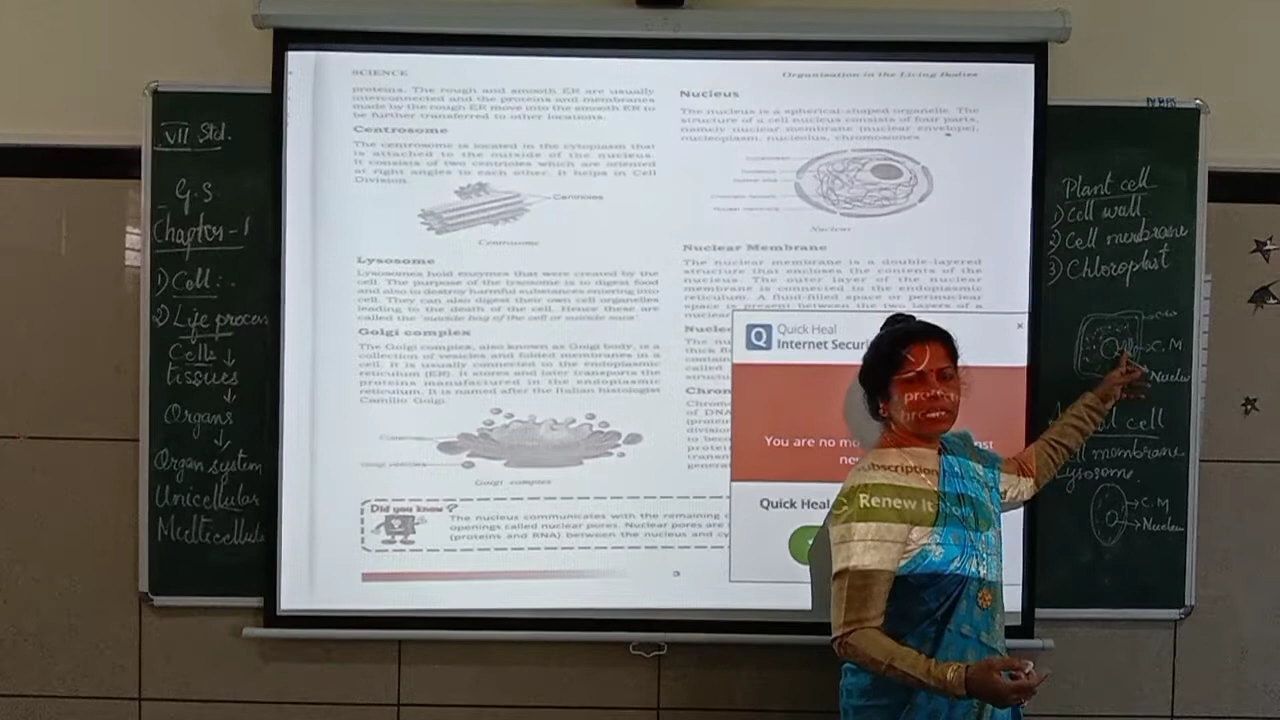 VII Std.
G.S
Chapter-1
1) Cell:.
2) Life process
Cells
tissues
Organs
Organ system
Unicellular
Multicellular
SCIENCE
proteins. The rough and smooth ER are usually
interconnected and the proteins and membranes
made by the rough ER move into the smooth ER to
be further transferred to other locations.
Centrosome
The centrosome is located in the cytoplasm that
is attached to the outside of the nucleus.
It consists of two centrioles which are oriented
at right angles to each other. It helps in Cell
Division.
Centrioles
Centrosome
Lysosome
Lysosomes hold enzymes that were created by the
cell. The purpose of the lysosome is to digest food
and also to destroy harmful substances entering into
cell. They can also digest their own cell organelles
leading to the death of the cell. Hence these are
called the 'suicide bag of the cell or suicide sacs'.
Golgi complex
The Golgi complex, also known as Golgi body, is a
collection of vesicles and folded membranes in a
cell. It is usually connected to the endoplasmic
reticulum (ER). It stores and later transports the
proteins manufactured in the endoplasmic
reticulum. It is named after the Italian histologist
Camillo Golgi.
Golgi vesicles
Golgi complex
Did you know?
The nucleus communicates with the remaining
openings called nuclear pores. Nuclear pores are
(proteins and RNA) between the nucleus and
3
Organisation in the Living Bodies
Nucleus
The nucleus is a spherical-shaped organelle. The
structure of a cell nucleus consists of four parts,
namely nuclear membrane (nuclear envelope),
nucleoplasm, nucleolus, chromosomes.
Nucleus
Nuclear Membrane
The nuclear membrane is a double-layered
structure that encloses the contents of the
nucleus. The outer layer of the nuclear
membrane is connected to the endoplasmic
reticulum. A fluid-filled space or perinuclear
space is present between the two layers of a
The
called
of DNA
Quick Heal
Internet
×
You are no
Quick Heal
subscription
Renew It
Plant cell
1) Cell wall
2) Cell membrane
3) Chloroplast
C.M
cell
membrane
Lysosome.
C.M